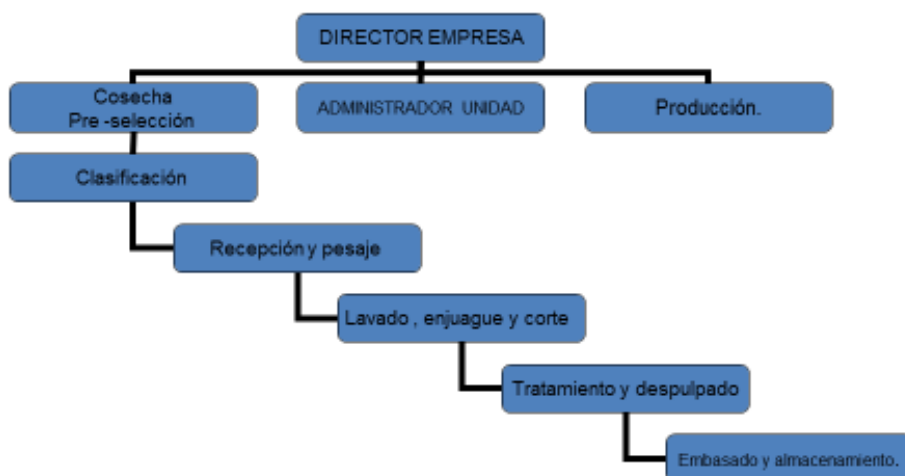 DIRECTOR EMPRESA
Cosecha
Pre -selección
ADMINISTRADOR UNIDAD
Producción.
Clasificación
Recepción y pesaje
Lavado , enjuague y corte
Tratamiento y despulpado
Embasado y almacenamiento.